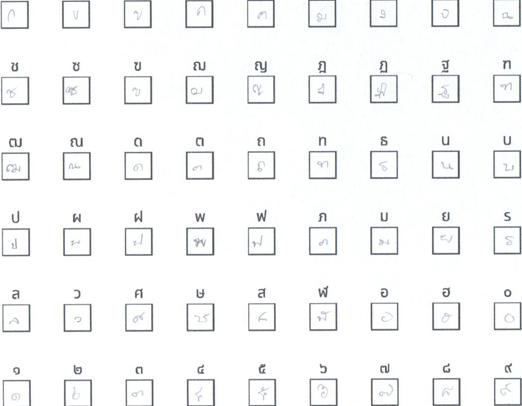 ก ข ข ค ฅ ฆ ง จ ฉ
ช ซ ฃ ฌ ญ ฎ ฏ ฐ ฑ
ช ซ ข ฌ ญ ฎ ฏ ฐ ฑ
ฒ ณ ด ต ถ ท ธ น บ
ฒ ณ ด ต ถ ท ธ น บ
ป ผ ฝ พ ฟ ภ ม ย ร
ป ผ ฝ พ ฟ ภ ม ย ร
ล ว ศ ษ ส ฬ อ ฮ ๐
ล ว ศ ษ ส ฬ อ ฮ ๐
๑ ๒ ๓ ๔ ๕ ๖ ๗ ๘ ๙
๑ ๒ ๓ ๔ ๕ ๖ ๗ ๘ ๙